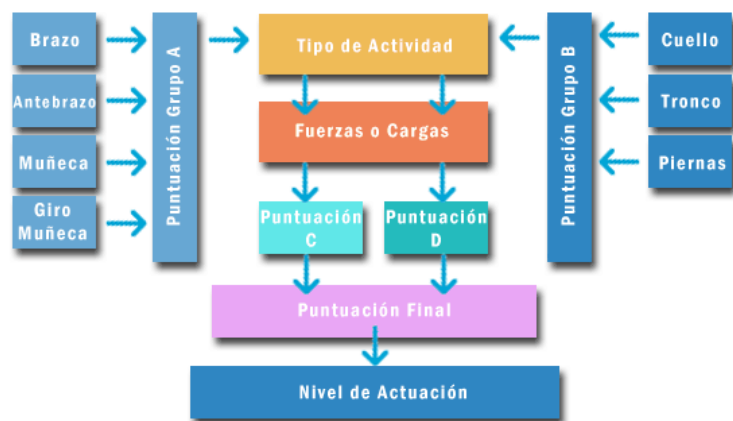 Brazo
Antebrazo
Muñeca
Giro
Muñeca
Puntuación Grupo A
Tipo de Actividad
Fuerzas o Cargas
Puntuación
C
Puntuación
D
Puntuación Final
Nivel de Actuación
Puntuación Grupo B
Cuello
Tronco
Piernas